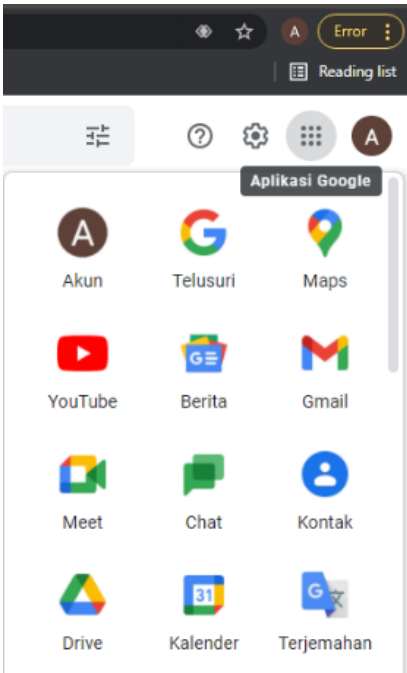 A Error
Reading list
A
Aplikasi Google
A
Akun Telusuri Maps
YouTube Berita Gmail
Meet Chat Kontak
31
G
Drive Kalender Terjemahan